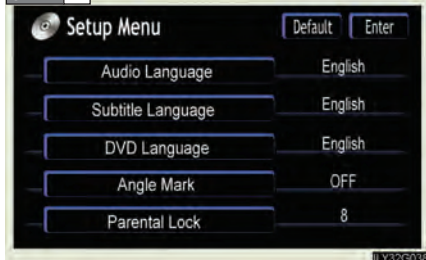 Setup Menu Default Enter
Audio Language English
Subtitle Language English
DVD Language English
Angle Mark OFF
Parental Lock 8